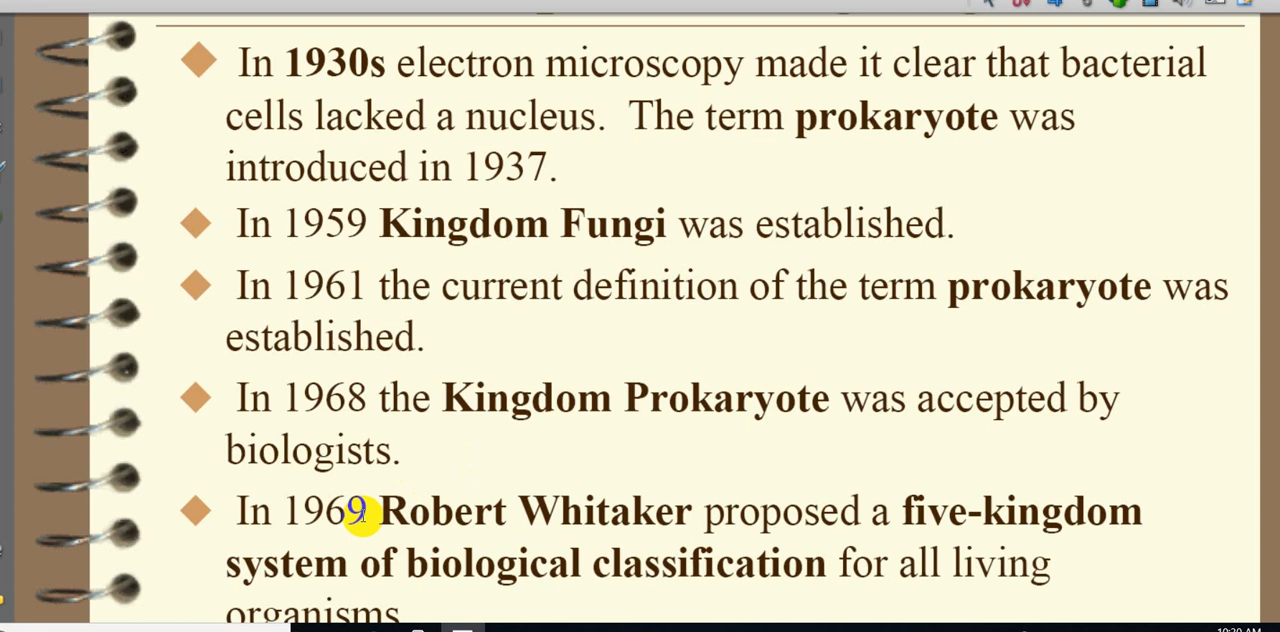 In 1930s electron microscopy made it clear that bacterial
cells lacked a nucleus. The term prokaryote was
introduced in 1937.
In 1959 Kingdom Fungi was established.
In 1961 the current definition of the term prokaryote was
established.
In 1968 the Kingdom Prokaryote was accepted by
biologists.
In 1969 Robert Whitaker proposed a five-kingdom
system of biological classification for all living
organisms